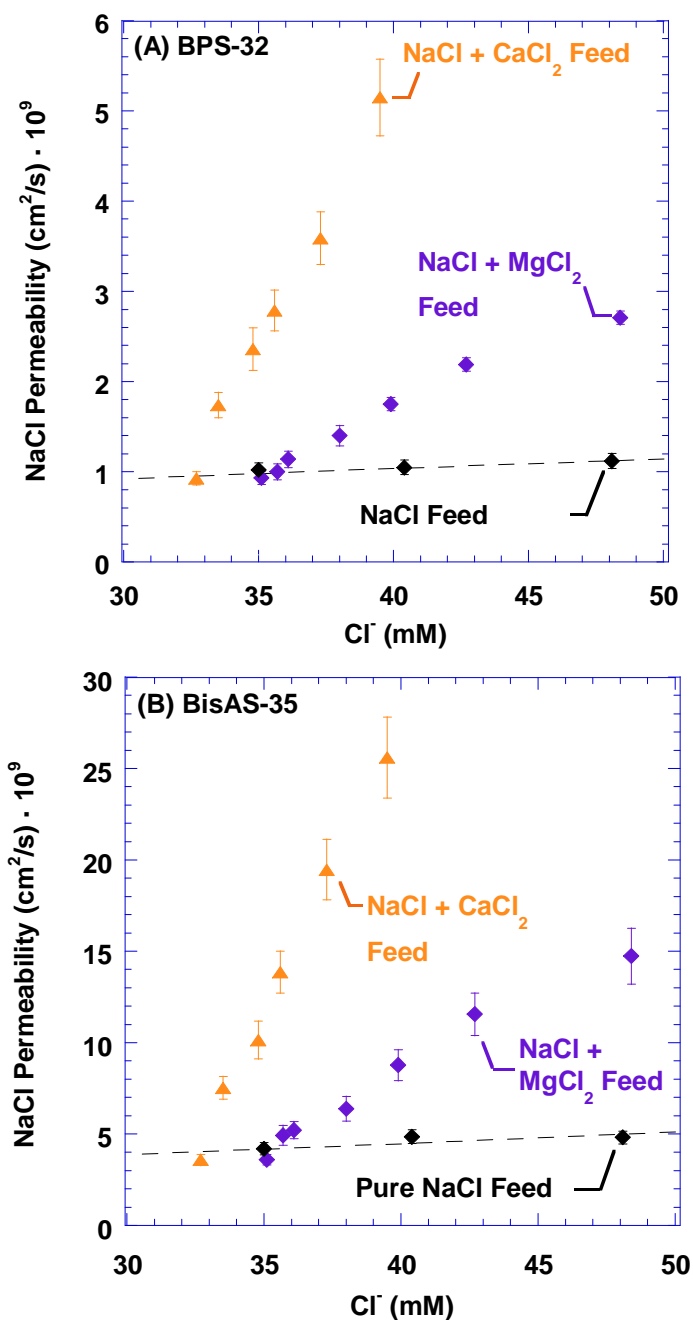 (A) BPS-32
NaCl + CaCl₂ Feed
NaCl + MgCl₂
Feed
NaCl Feed
NaCl Permeability (cm²/s) · 10⁹
6
5
4
3
2
1
0
30 35 40 45 50
Cl⁻ (mM)
(B) BisAS-35
NaCl + CaCl₂
Feed
NaCl +
MgCl₂ Feed
Pure NaCl Feed
NaCl Permeability (cm²/s) · 10⁹
30
25
20
15
10
5
0
30 35 40 45 50
Cl⁻ (mM)